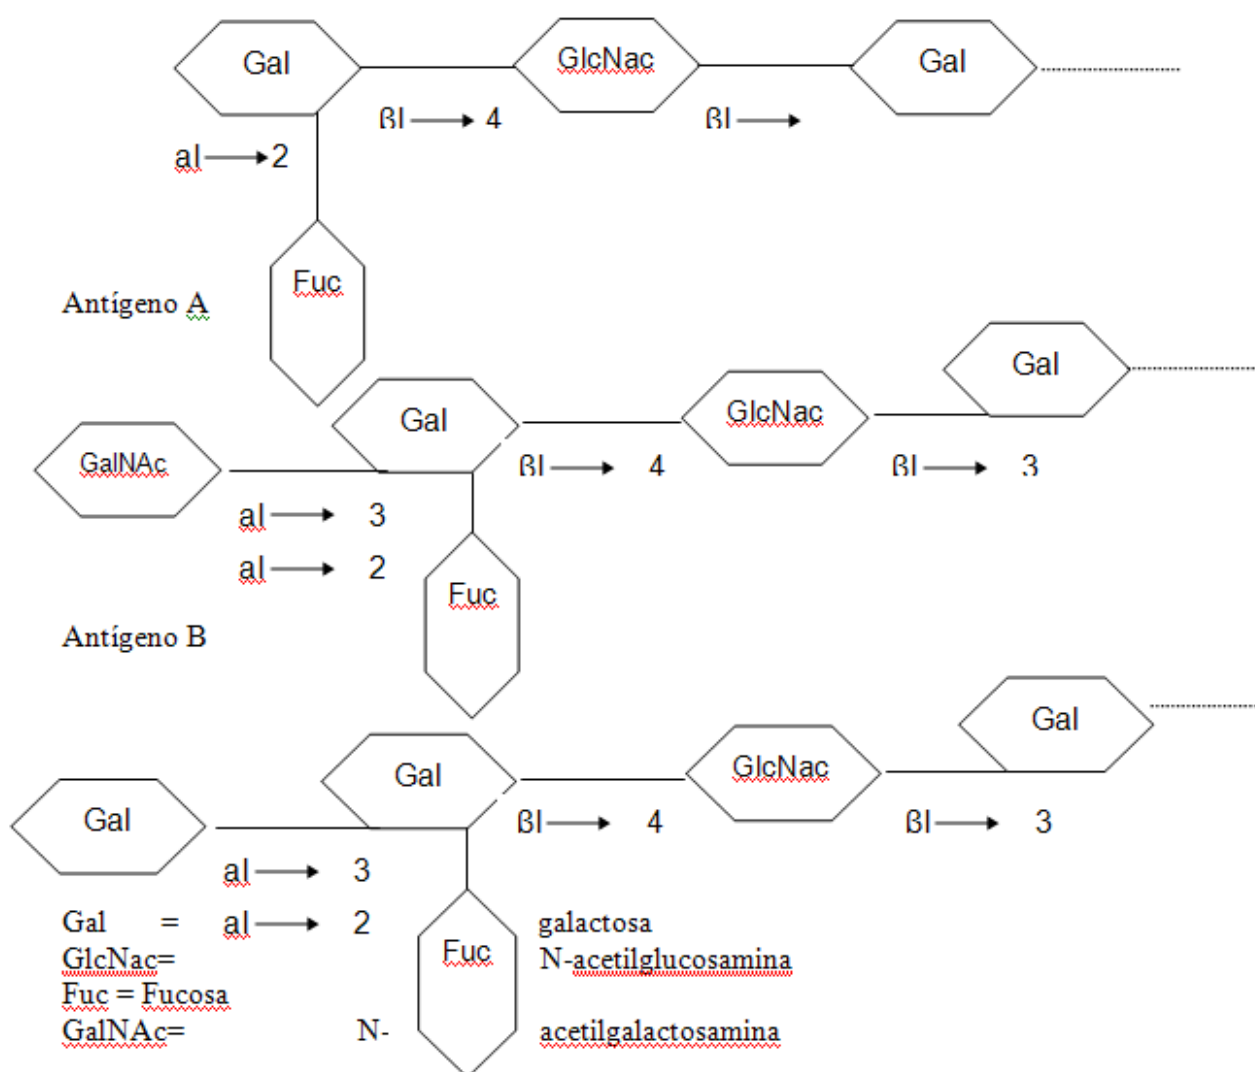 Gal GlcNac Gal
ßl → 4 ßl →
al → 2
Fuc
Antígeno A
Gal
Gal GlcNac
GalNAc
ßl → 4 ßl → 3
al → 3
al → 2
Fuc
Antígeno B
Gal
Gal GlcNac
Gal
ßl → 4 ßl → 3
al → 3
Gal = al → 2 galactosa
Fuc
GlcNac= N-acetilglucosamina
Fuc = Fucosa
GalNAc= N- acetilgalactosamina